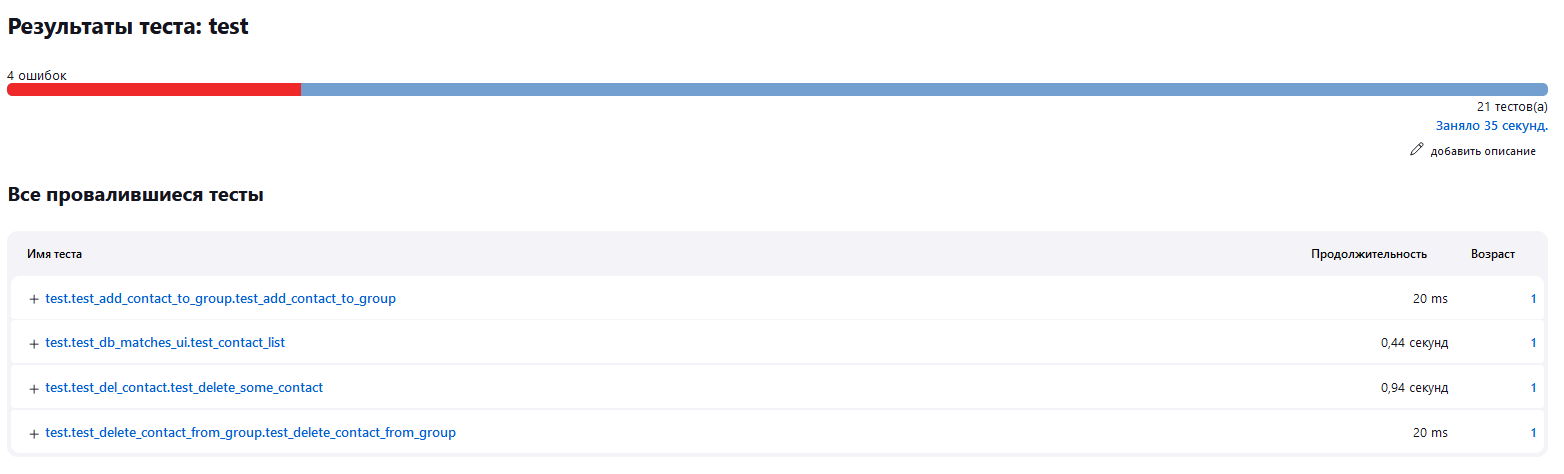 Результаты теста: test
4 ошибок
21 тестов(а)
Заняло 35 секунд.
добавить описание
Все провалившиеся тесты
Имя теста Продолжительность Возраст
test.test_add_contact_to_group.test_add_contact_to_group 20 ms 1
test.test_db_matches_ui.test_contact_list 0,44 секунд 1
test.test_del_contact.test_delete_some_contact 0,94 секунд 1
test.test_delete_contact_from_group.test_delete_contact_from_group 20 ms 1